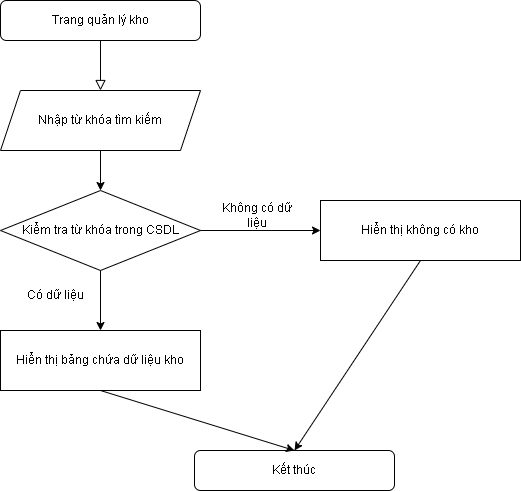 Trang quản lý kho
Nhập từ khóa tìm kiếm
Kiểm tra từ khóa trong CSDL
Không có dữ
liệu
Hiển thị không có kho
Có dữ liệu
Hiển thị bảng chứa dữ liệu kho
Kết thúc